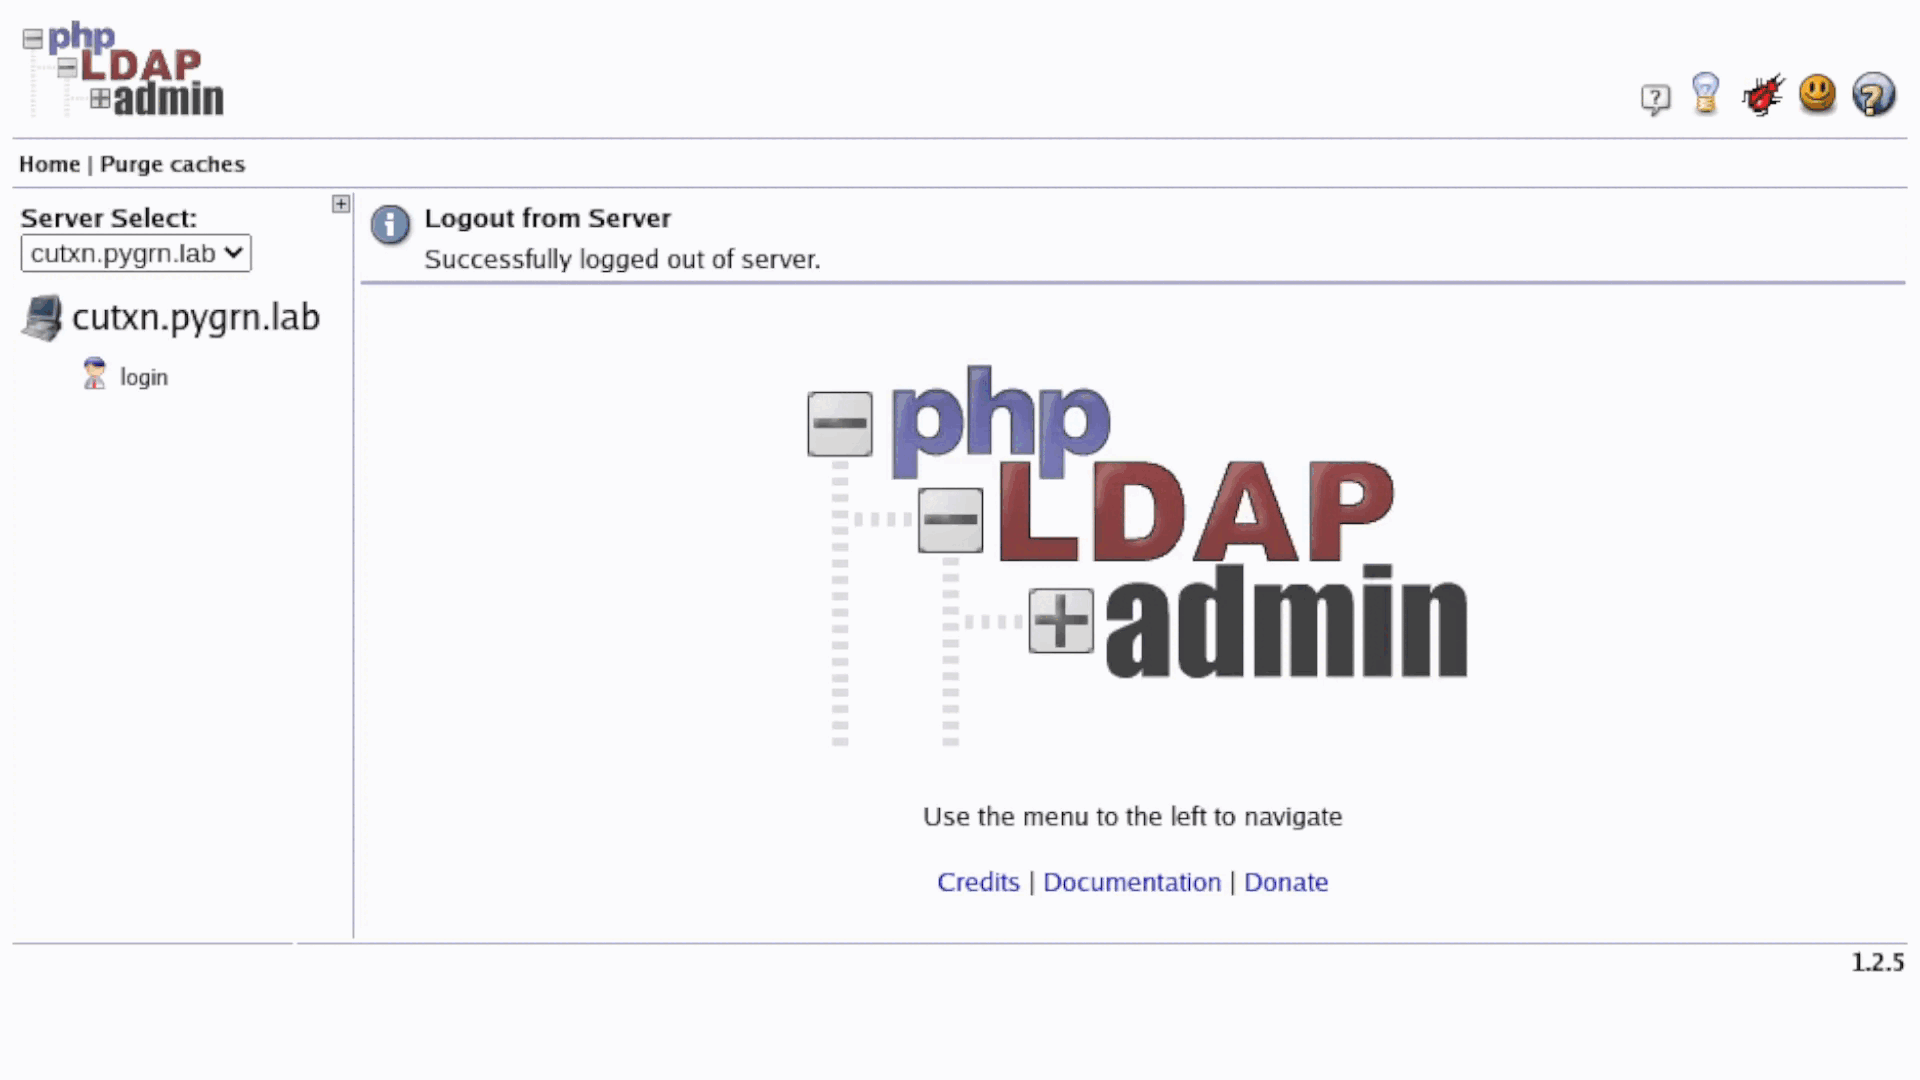 php
LDAP
admin
Home | Purge caches
Server Select:
cutxn.pygrn.lab
cutxn.pygrn.lab
login
Logout from Server
Successfully logged out of server.
php
LDAP
admin
Use the menu to the left to navigate
Credits | Documentation | Donate
1.2.5